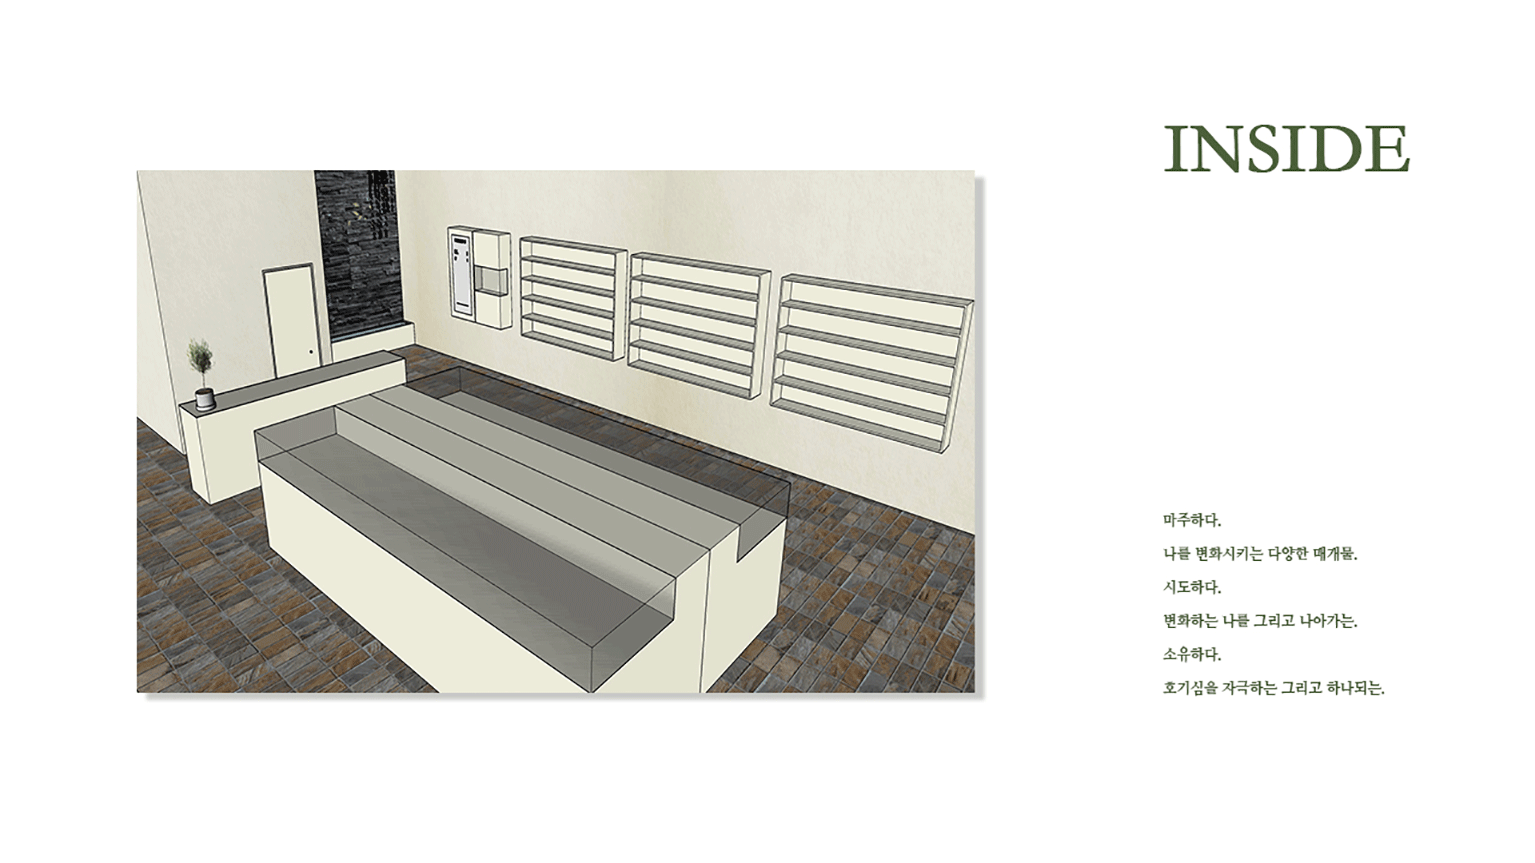 INSIDE
마주하다.
나를 변화시키는 다양한 매개물.
시도하다.
변화하는 나를 그리고 나아가는.
소유하다.
호기심을 자극하는 그리고 하나되는.